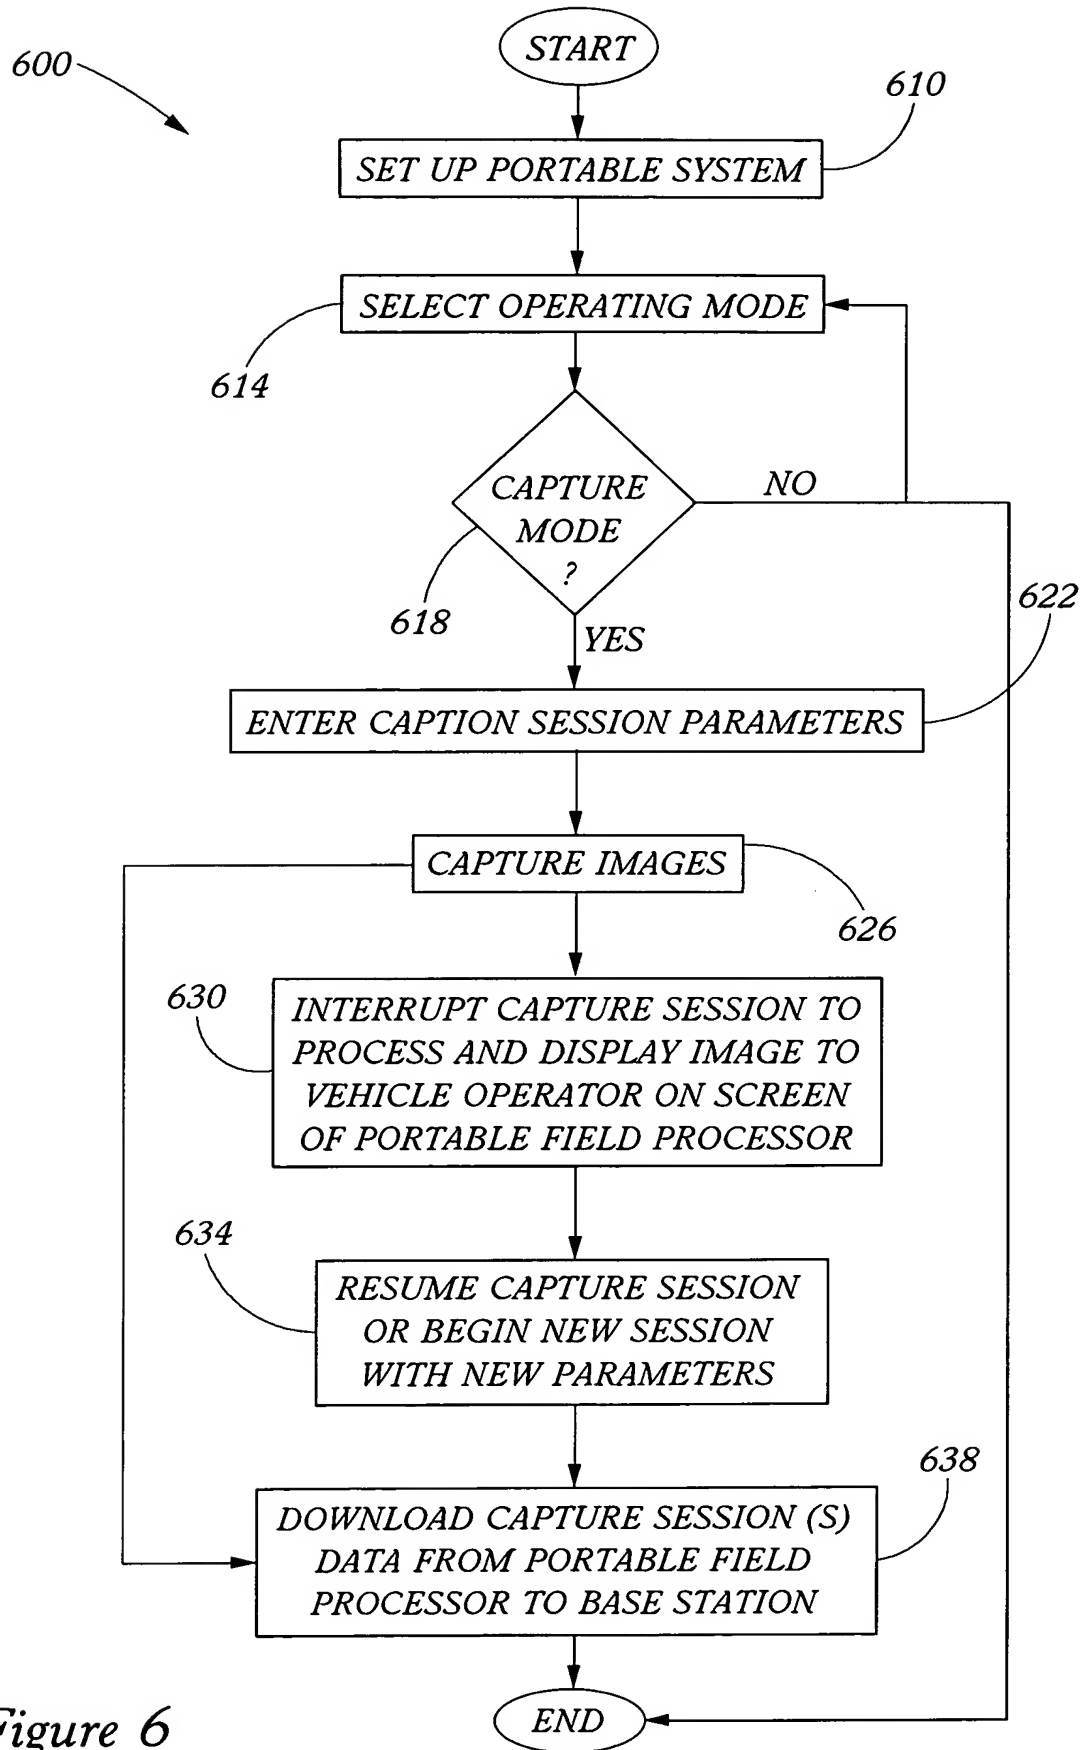 START
600
610
SET UP PORTABLE SYSTEM
SELECT OPERATING MODE
614
CAPTURE
MODE
?
NO
618
YES
622
ENTER CAPTION SESSION PARAMETERS
CAPTURE IMAGES
626
630
INTERRUPT CAPTURE SESSION TO
PROCESS AND DISPLAY IMAGE TO
VEHICLE OPERATOR ON SCREEN
OF PORTABLE FIELD PROCESSOR
634
RESUME CAPTURE SESSION
OR BEGIN NEW SESSION
WITH NEW PARAMETERS
638
DOWNLOAD CAPTURE SESSION (S)
DATA FROM PORTABLE FIELD
PROCESSOR TO BASE STATION
END
Figure 6